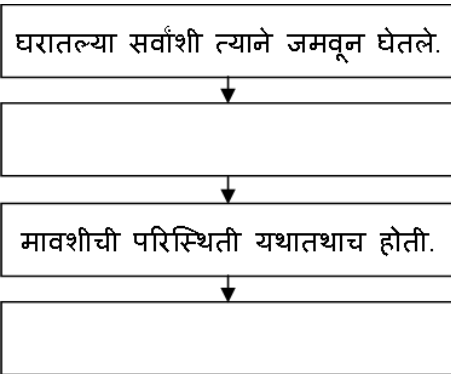 घरातल्या सर्वांशी त्याने जमवून घेतले.
मावशीची परिस्थिती यथातथाच होती.